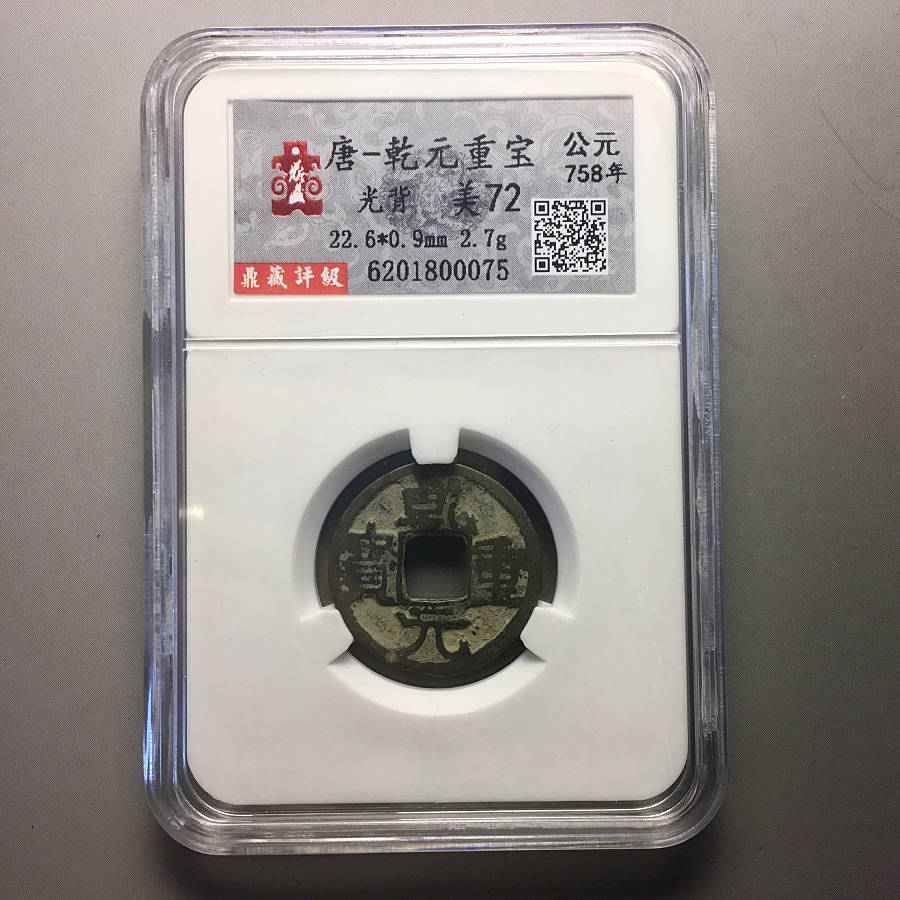 唐-乾元重宝
公元
758年
光背 美72
22.6*0.9mm 2.7g
鼎藏評級
6201800075
乾元重寶